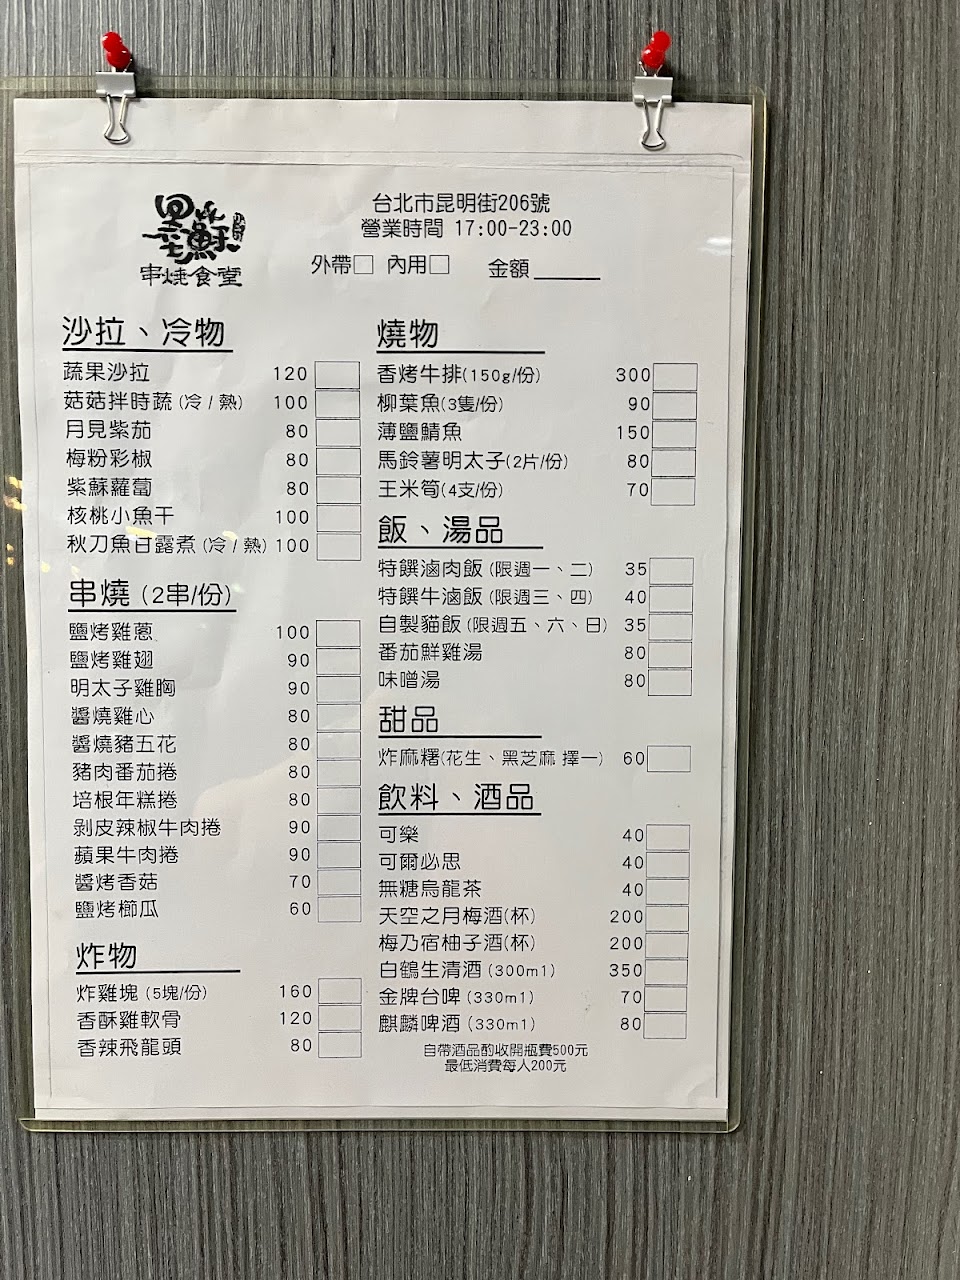 串燒食堂
台北市昆明街206號
營業時間 17:00-23:00
外帶□ 內用□ 金額______
沙拉、冷物
蔬果沙拉 120
菇菇拌時蔬(冷/熱) 100
月見紫茄 80
梅粉彩椒 80
紫蘇蘿蔔 80
核桃小魚干 100
秋刀魚甘露煮(冷/熱) 100
串燒(2串/份)
鹽烤雞蔥 100
鹽烤雞翅 90
明太子雞胸 90
醬燒雞心 80
醬燒豬五花 80
豬肉番茄捲 80
培根年糕捲 80
剝皮辣椒牛肉捲 90
蘋果牛肉捲 90
醬烤香菇 70
鹽烤櫛瓜 60
炸物
炸雞塊(5塊/份) 160
香酥雞軟骨 120
香辣飛龍頭 80
燒物
香烤牛排(150g/份) 300
柳葉魚(3隻/份) 90
薄鹽鯖魚 150
馬鈴薯明太子(2片/份) 80
玉米筍(4支/份) 70
飯、湯品
特饌滷肉飯(限週一、二) 35
特饌牛滷飯(限週三、四) 40
自製貓飯(限週五、六、日) 35
番茄鮮雞湯 80
味噌湯 80
甜品
炸麻糬(花生、黑芝麻 擇一) 60
飲料、酒品
可樂 40
可爾必思 40
無糖烏龍茶 40
天空之月梅酒(杯) 200
梅乃宿柚子酒(杯) 200
白鶴生清酒(300ml) 350
金牌台啤(330ml) 70
麒麟啤酒(330ml) 80
自帶酒品酌收開瓶費500元
最低消費每人200元